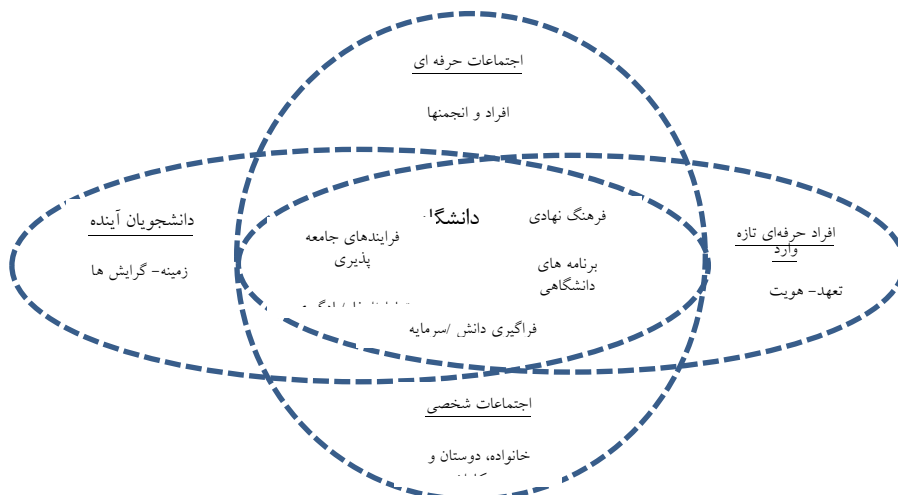 اجتماعات حرفه ای
افراد و انجمنها
دانشجویان آینده
زمینه- گرایش ها
فرهنگ نهادی
فرایندهای جامعه
پذیری
برنامه های
دانشگاهی
فراگیری دانش /سرمایه
افراد حرفه‌ای تازه
وارد
تعهد- هویت
اجتماعات شخصی
خانواده، دوستان و